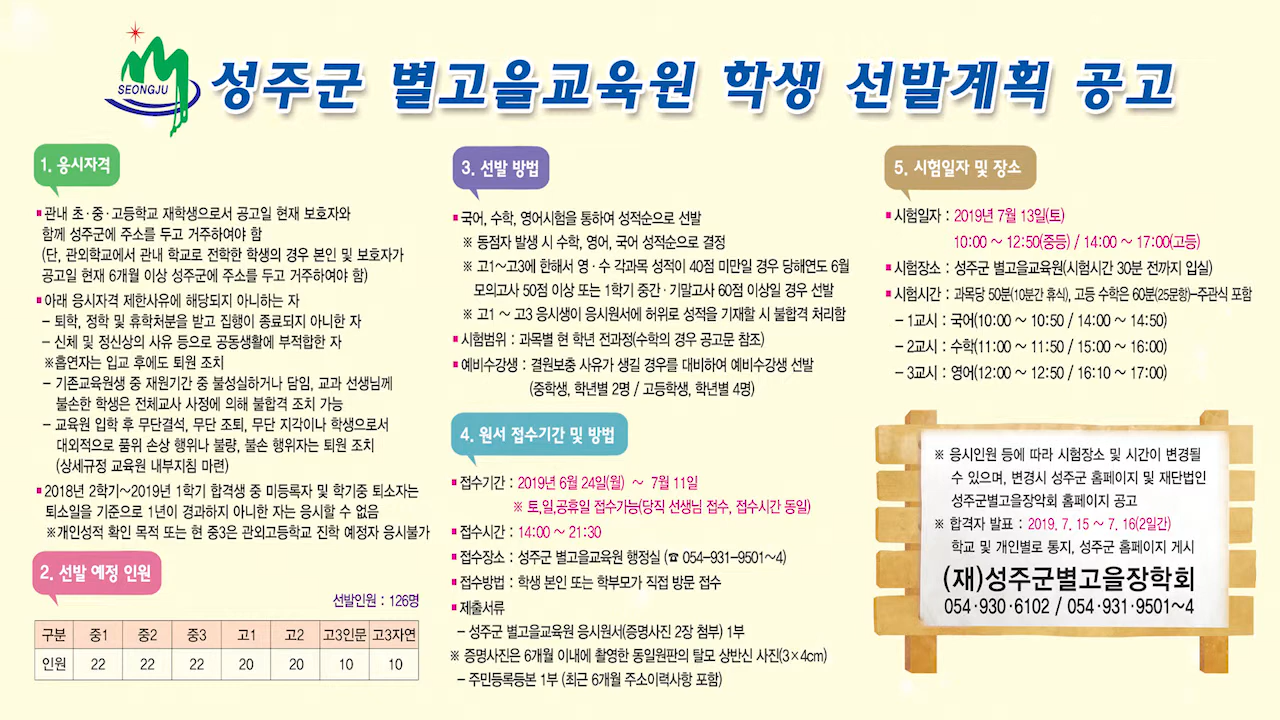 SEONGJU
성주군 별고을교육원 학생 선발계획 공고
1. 응시자격
관내 초·중·고등학교 재학생으로서 공고일 현재 보호자와
함께 성주군에 주소를 두고 거주하여야 함
(단, 관외학교에서 관내 학교로 전학한 학생의 경우 본인 및 보호자가
공고일 현재 6개월 이상 성주군에 주소를 두고 거주하여야 함)
아래 응시자격 제한사유에 해당되지 아니하는 자
- 퇴학, 정학 및 휴학처분을 받고 집행이 종료되지 아니한 자
- 신체 및 정신상의 사유 등으로 공동생활에 부적합한 자
※흡연자는 입교 후에도 퇴원 조치
- 기존교육원생 중 재원기간 중 불성실하거나 담임, 교과 선생님께
불손한 학생은 전체교사 사정에 의해 불합격 조치 가능
- 교육원 입학 후 무단결석, 무단 조퇴, 무단 지각이나 학생으로서
대외적으로 품위 손상 행위나 불량, 불손 행위자는 퇴원 조치
(상세규정 교육원 내부지침 마련)
2018년 2학기~2019년 1학기 합격생 중 미등록자 및 학기중 퇴소자는
퇴소일을 기준으로 1년이 경과하지 아니한 자는 응시할 수 없음
※개인성적 확인 목적 또는 현 중3은 관외고등학교 진학 예정자 응시불가
2. 선발 예정 인원
선발인원 : 126명
구분 중1 중2 중3 고1 고2 고3인문 고3자연
인원 22 22 22 20 20 10 10
3. 선발 방법
국어, 수학, 영어시험을 통하여 성적순으로 선발
※ 동점자 발생 시 수학, 영어, 국어 성적순으로 결정
※ 고1~고3에 한해서 영·수 각과목 성적이 40점 미만일 경우 당해연도 6월
모의고사 50점 이상 또는 1학기 중간·기말고사 60점 이상일 경우 선발
※ 고1 ~ 고3 응시생이 응시원서에 허위로 성적을 기재할 시 불합격 처리함
시험범위 : 과목별 현 학년 전과정(수학의 경우 공고문 참조)
예비수강생 : 결원보충 사유가 생길 경우를 대비하여 예비수강생 선발
(중학생, 학년별 2명 / 고등학생, 학년별 4명)
4. 원서 접수기간 및 방법
접수기간 : 2019년 6월 24일(월) ~ 7월 11일
※ 토,일,공휴일 접수가능(당직 선생님 접수, 접수시간 동일)
접수시간 : 14:00 ~ 21:30
접수장소 : 성주군 별고을교육원 행정실 (☎ 054-931-9501~4)
접수방법 : 학생 본인 또는 학부모가 직접 방문 접수
제출서류
- 성주군 별고을교육원 응시원서(증명사진 2장 첨부) 1부
※ 증명사진은 6개월 이내에 촬영한 동일원판의 탈모 상반신 사진(3×4cm)
- 주민등록등본 1부 (최근 6개월 주소이력사항 포함)
5. 시험일자 및 장소
시험일자 : 2019년 7월 13일(토)
10:00 ~ 12:50(중등) / 14:00 ~ 17:00(고등)
시험장소 : 성주군 별고을교육원(시험시간 30분 전까지 입실)
시험시간 : 과목당 50분(10분간 휴식), 고등 수학은 60분(25문항)-주관식 포함
- 1교시 : 국어(10:00 ~ 10:50 / 14:00 ~ 14:50)
- 2교시 : 수학(11:00 ~ 11:50 / 15:00 ~ 16:00)
- 3교시 : 영어(12:00 ~ 12:50 / 16:10 ~ 17:00)
※ 응시인원 등에 따라 시험장소 및 시간이 변경될
수 있으며, 변경시 성주군 홈페이지 및 재단법인
성주군별고을장악회 홈페이지 공고
※ 합격자 발표 : 2019. 7. 15 ~ 7. 16(2일간)
학교 및 개인별로 통지, 성주군 홈페이지 게시
(재)성주군별고을장학회
054·930·6102 / 054·931·9501~4